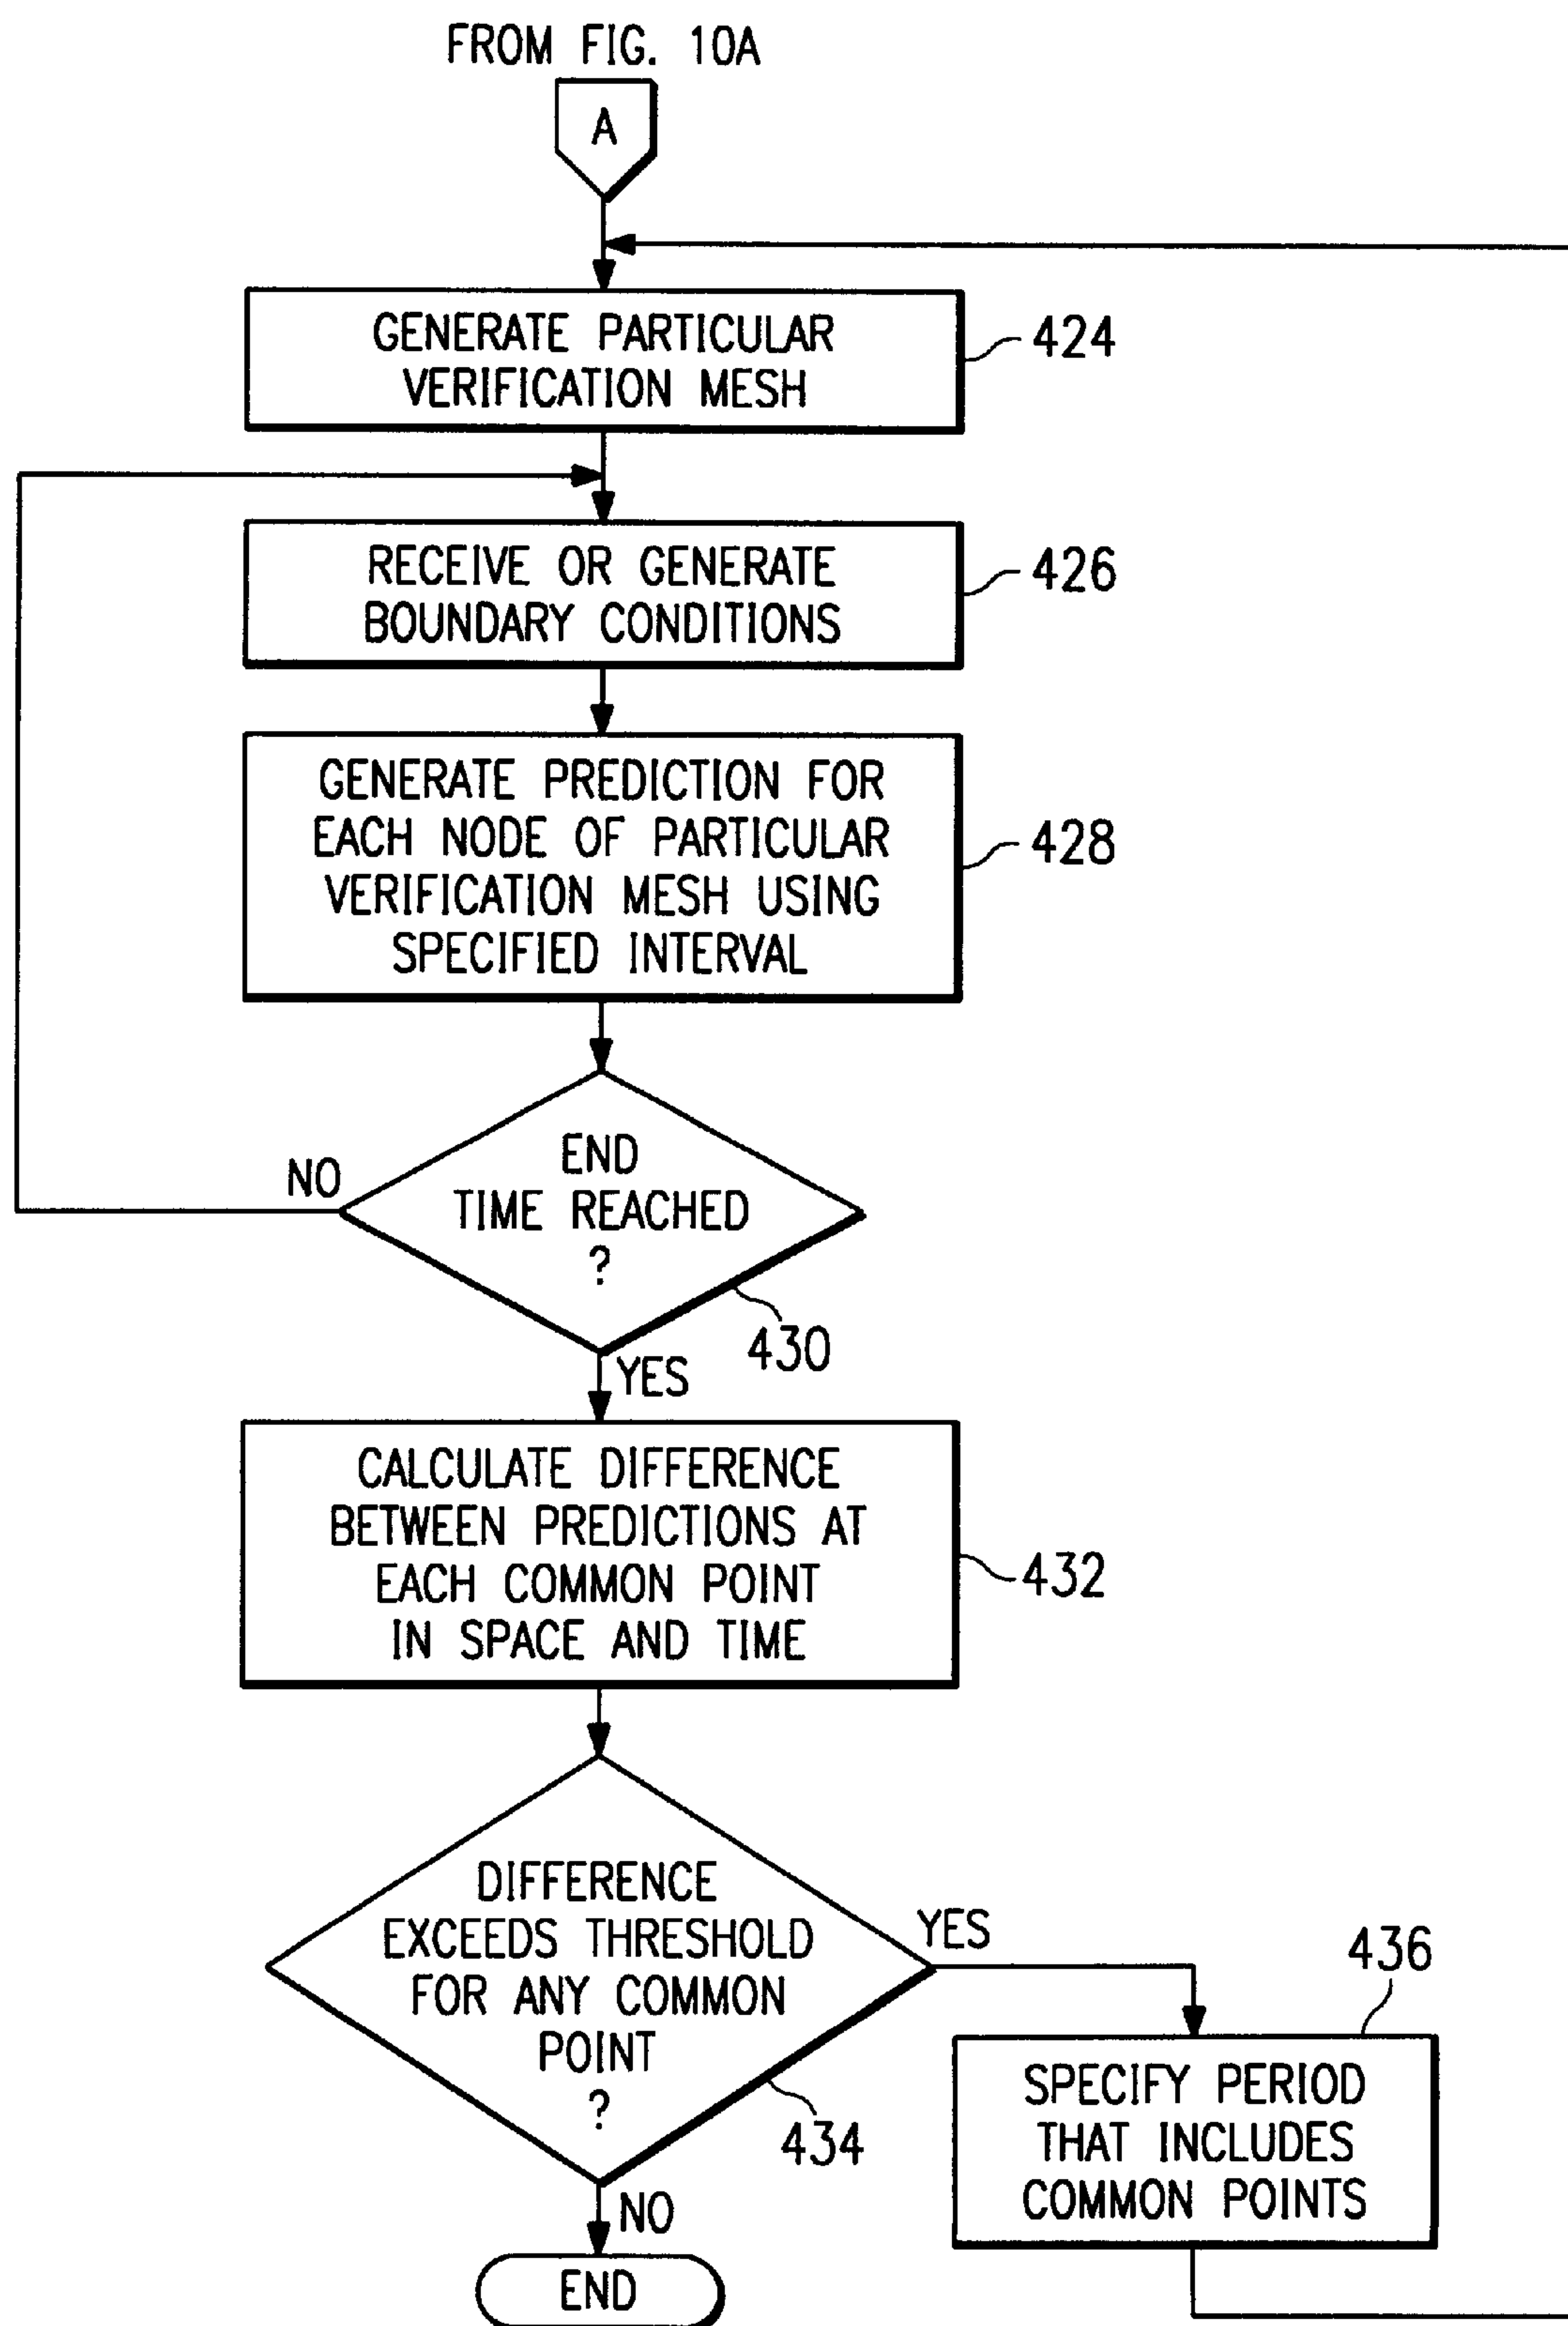 FROM FIG. 10A
A
GENERATE PARTICULAR
VERIFICATION MESH
424
RECEIVE OR GENERATE
BOUNDARY CONDITIONS
426
GENERATE PREDICTION FOR
EACH NODE OF PARTICULAR
VERIFICATION MESH USING
SPECIFIED INTERVAL
428
END
TIME REACHED
?
NO
430
YES
CALCULATE DIFFERENCE
BETWEEN PREDICTIONS AT
EACH COMMON POINT
IN SPACE AND TIME
432
DIFFERENCE
EXCEEDS THRESHOLD
FOR ANY COMMON
POINT
?
YES
434
436
SPECIFY PERIOD
THAT INCLUDES
COMMON POINTS
NO
END